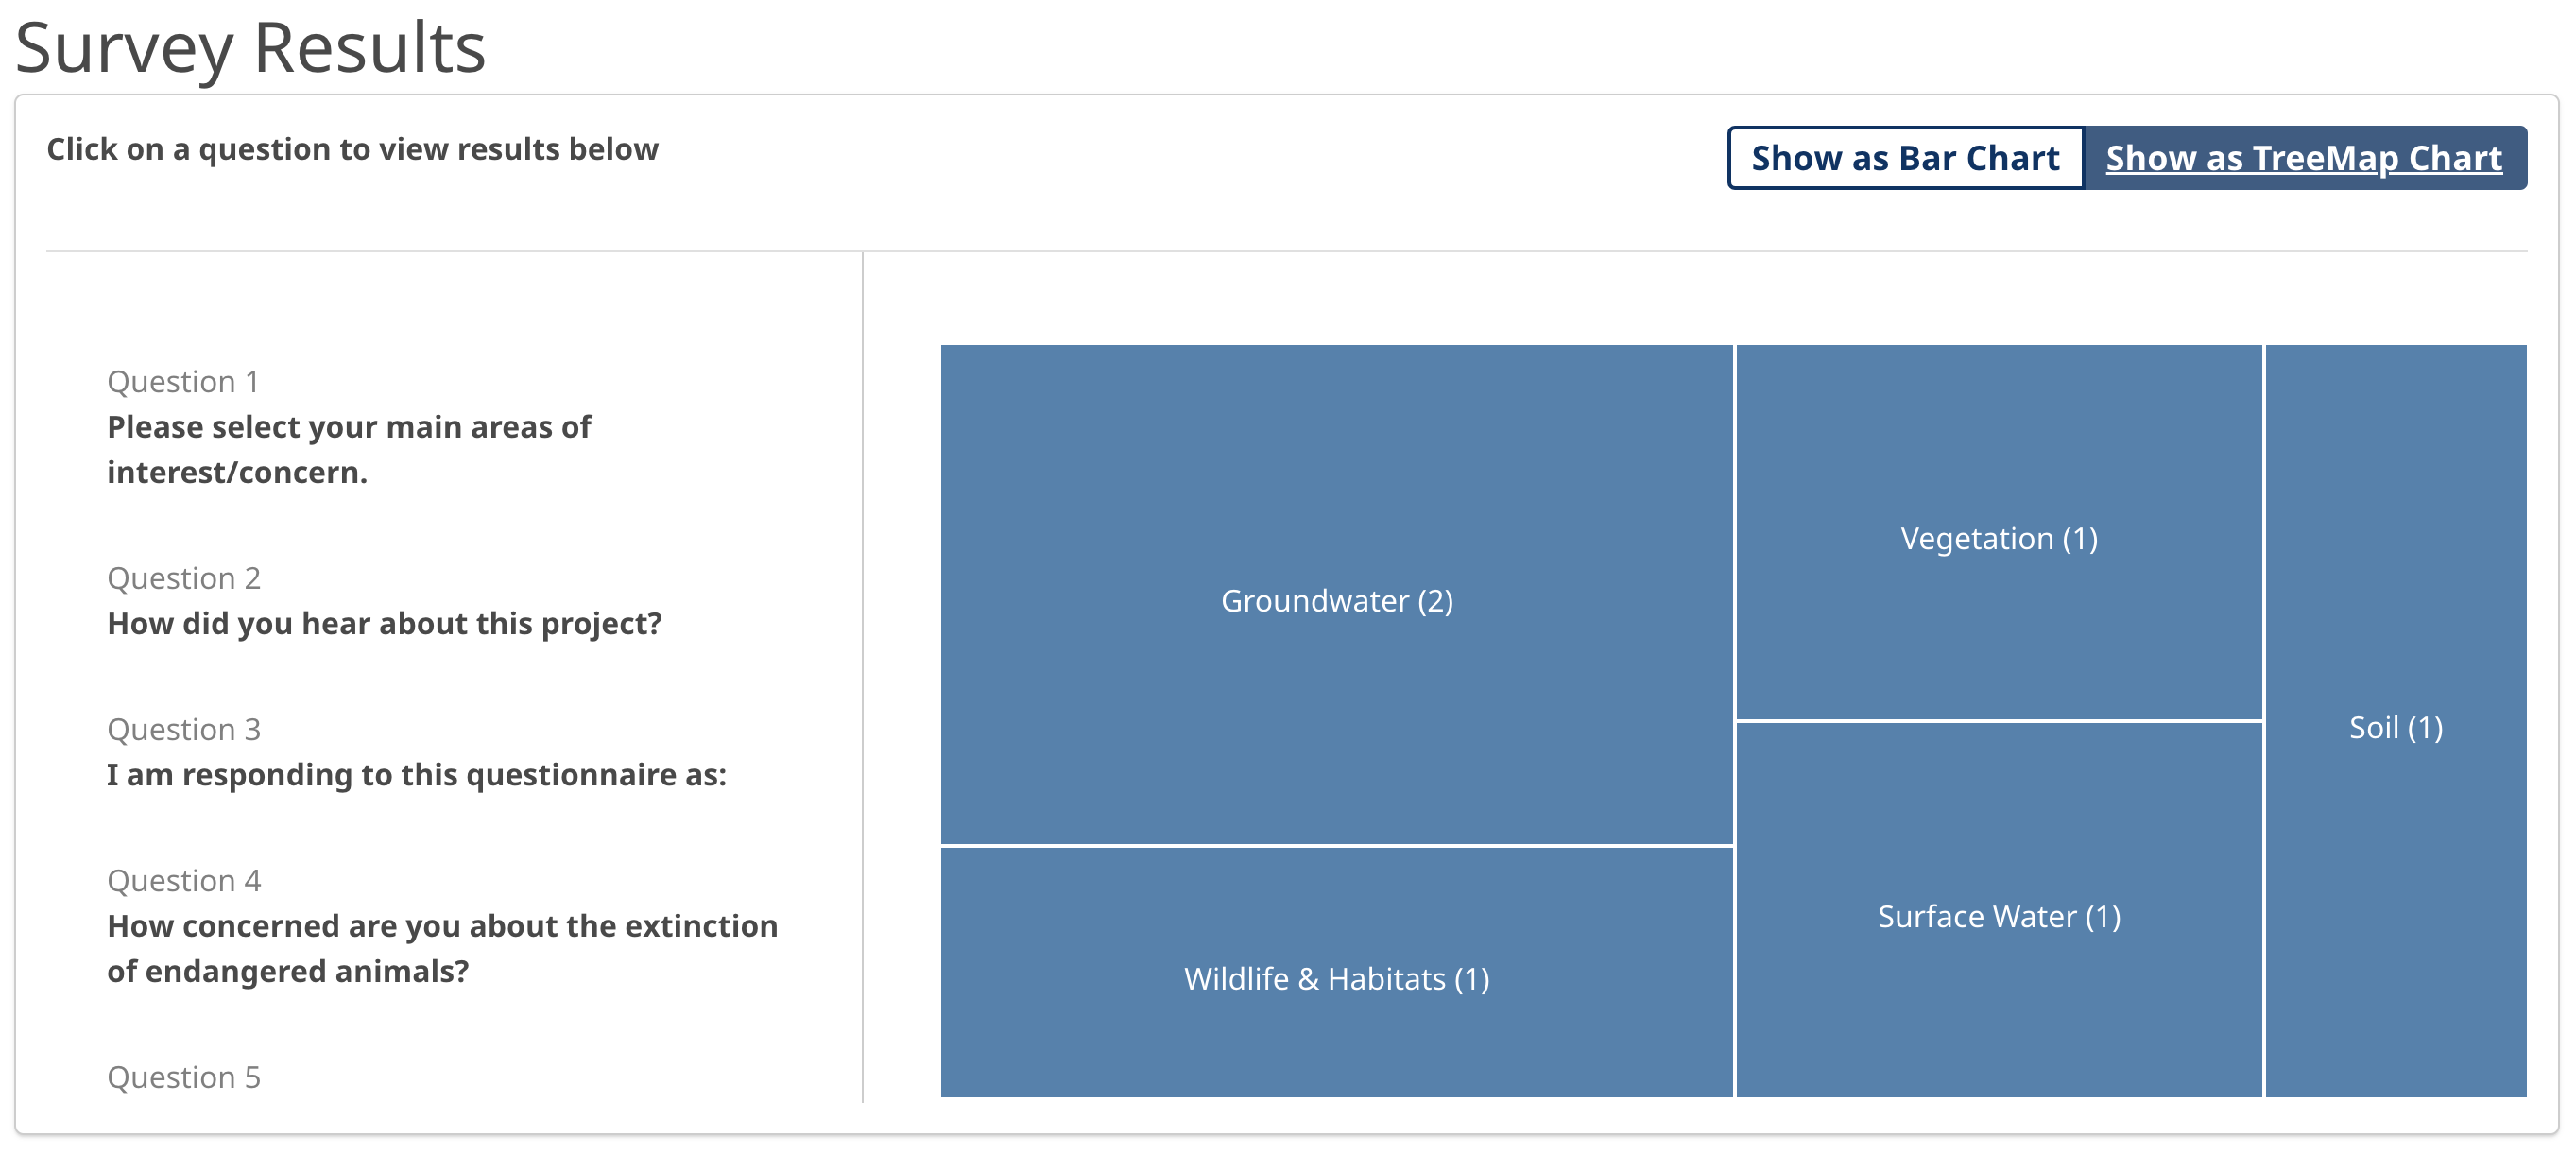 Survey Results
Click on a question to view results below
Show as Bar Chart
Show as TreeMap Chart
Question 1
Please select your main areas of
interest/concern.
Question 2
How did you hear about this project?
Question 3
I am responding to this questionnaire as:
Question 4
How concerned are you about the extinction
of endangered animals?
Question 5
Groundwater (2)
Wildlife & Habitats (1)
Vegetation (1)
Surface Water (1)
Soil (1)